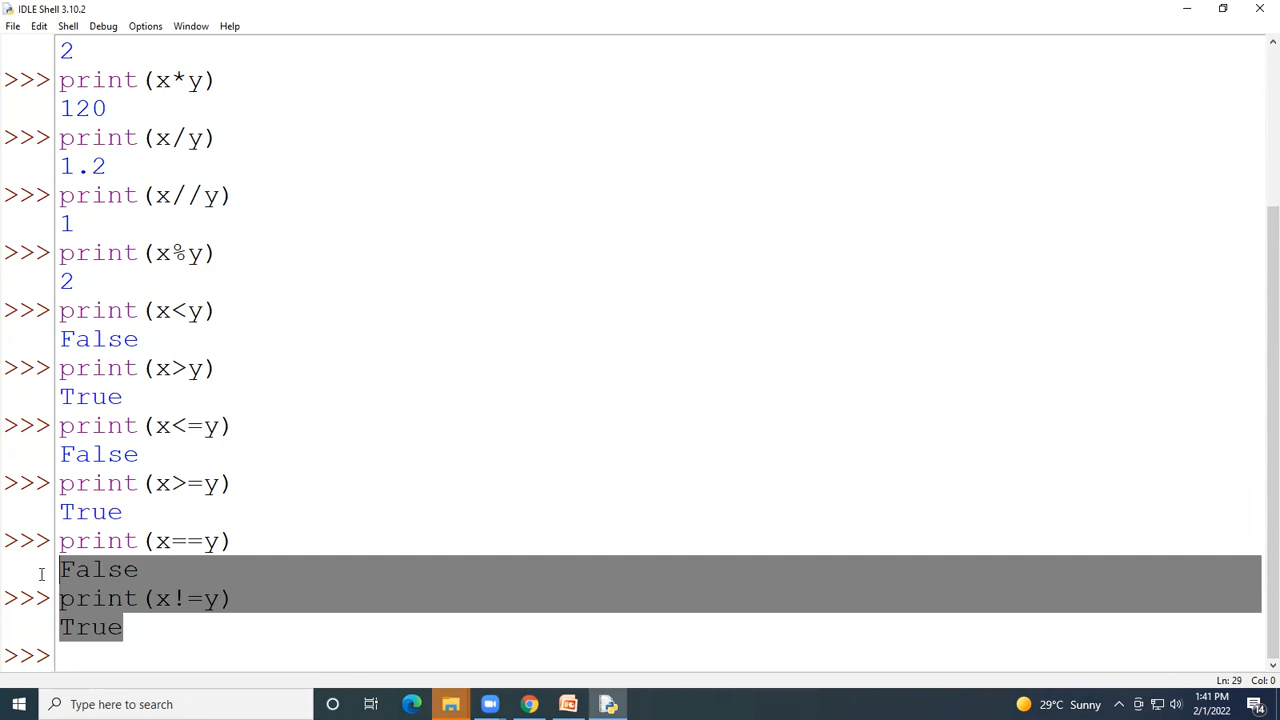 IDLE Shell 3.10.2
File Edit Shell Debug Options Window Help
2
>>> print(x*y)
120
>>> print(x/y)
1.2
>>> print(x//y)
1
>>> print(x%y)
2
>>> print(x<y)
False
>>> print(x>y)
True
>>> print(x<=y)
False
>>> print(x>=y)
True
>>> print(x==y)
False
>>> print(x!=y)
True
>>>
Ln: 29 Col: 0
Type here to search
29°C Sunny
1:41 PM
2/1/2022
14